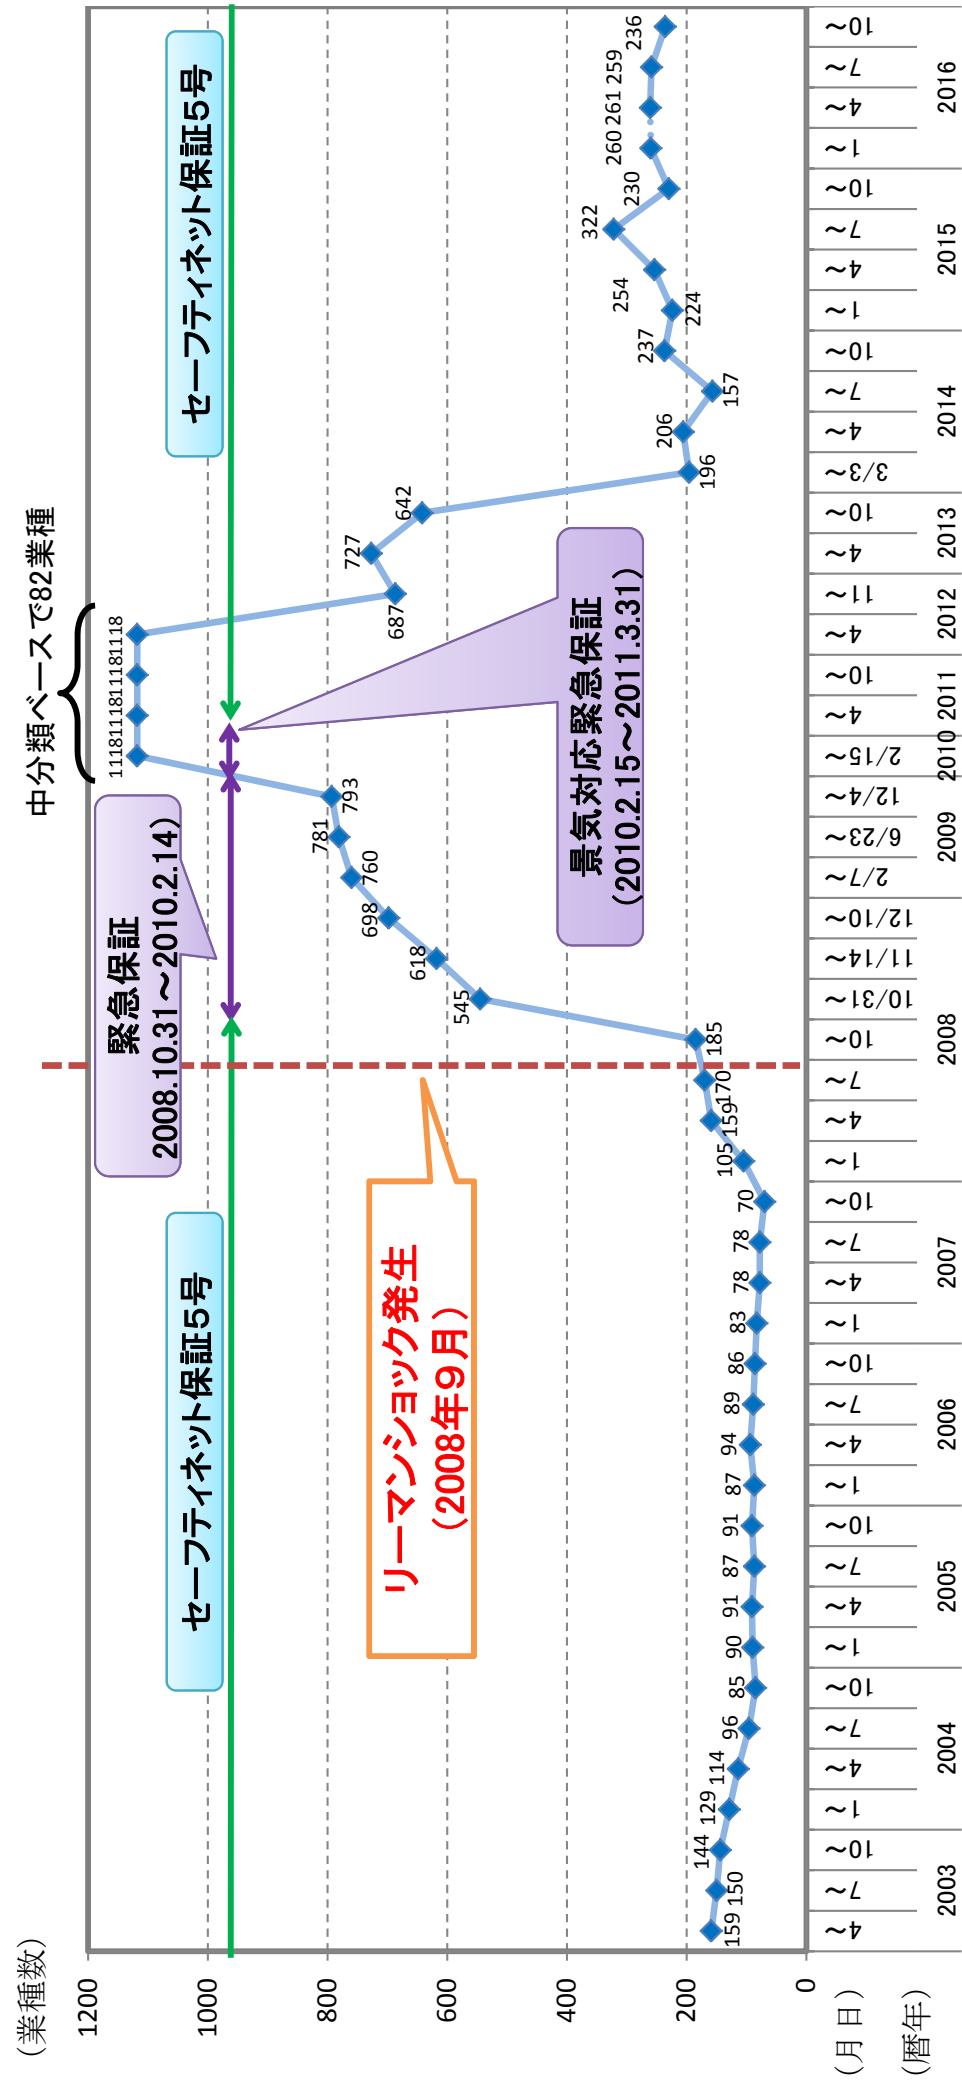 (業種数)
中分類ベースで82業種
セーフティネット保証5号
緊急保証
2008.10.31～2010.2.14)
セーフティネット保証5号
リーマンショック発生
(2008年9月)
景気対応緊急保証
(2010.2.15～2011.3.31)
1200
1000
800
600
400
200
0
159 150 144 129 114 96 85 90 91 87 91 87 94 89 86 83 78 78 70 105 159 170 185 545 618 698 760 781 793 1118 1118 1118 1118 687 727 642 196 206 157 237 224 254 322 230 260 261 259 236
(月日)
4～ 7～ 10～ 1～ 4～ 7～ 10～ 1～ 4～ 7～ 10～ 1～ 4～ 7～ 10～ 1～ 4～ 7～ 10～ 1～ 4～ 7～ 10～ 10/31～ 11/14～ 12/10～ 2/7～ 6/23～ 12/4～ 2/15～ 4～ 10～ 4～ 11～ 4～ 10～ 3/3～ 4～ 7～ 10～ 1～ 4～ 7～ 10～ 1～ 4～ 7～ 10～
(暦年)
2003 2004 2005 2006 2007 2008 2009 2010 2011 2012 2013 2014 2015 2016